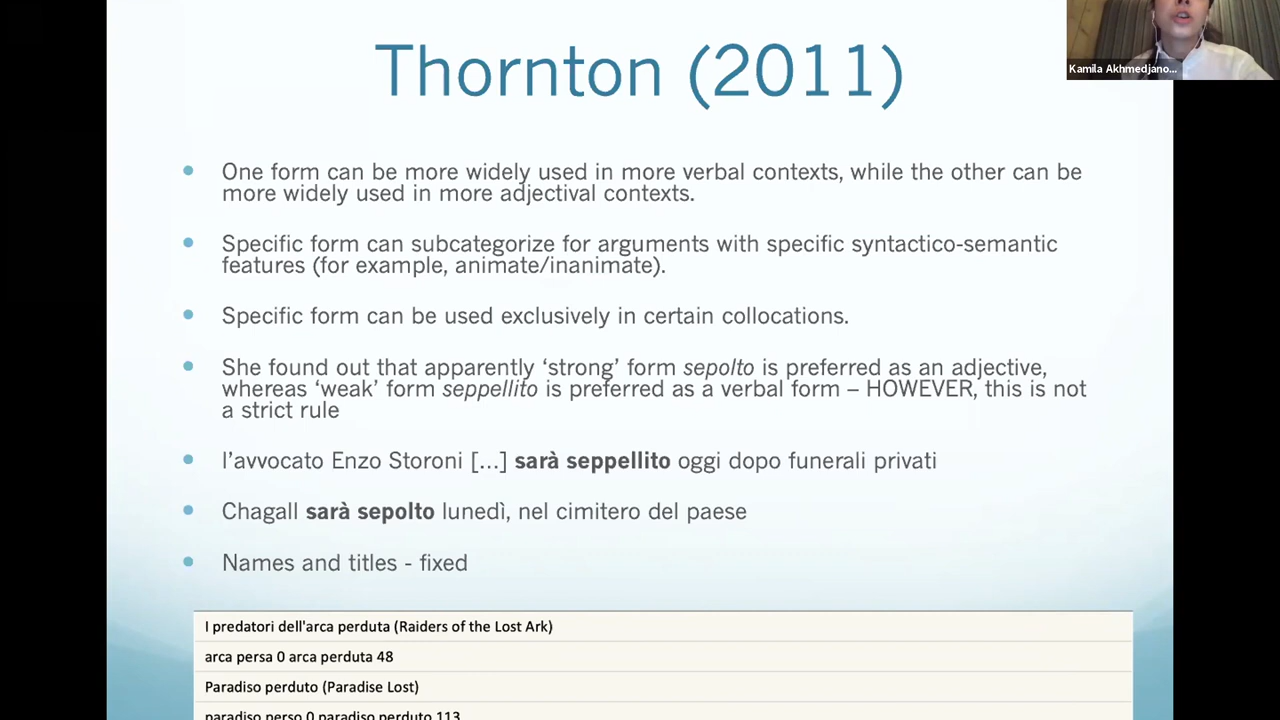 Thornton (2011)
Kamila Akhmedjano...
One form can be more widely used in more verbal contexts, while the other can be
more widely used in more adjectival contexts.
Specific form can subcategorize for arguments with specific syntactico-semantic
features (for example, animate/inanimate).
Specific form can be used exclusively in certain collocations.
She found out that apparently ‘strong’ form sepolto is preferred as an adjective,
whereas ‘weak’ form seppellito is preferred as a verbal form – HOWEVER, this is not
a strict rule
l’avvocato Enzo Storoni [...] sarà seppellito oggi dopo funerali privati
Chagall sarà sepolto lunedì, nel cimitero del paese
Names and titles - fixed
I predatori dell'arca perduta (Raiders of the Lost Ark)
arca persa 0 arca perduta 48
Paradiso perduto (Paradise Lost)
paradiso perso 0 paradiso perduto 113